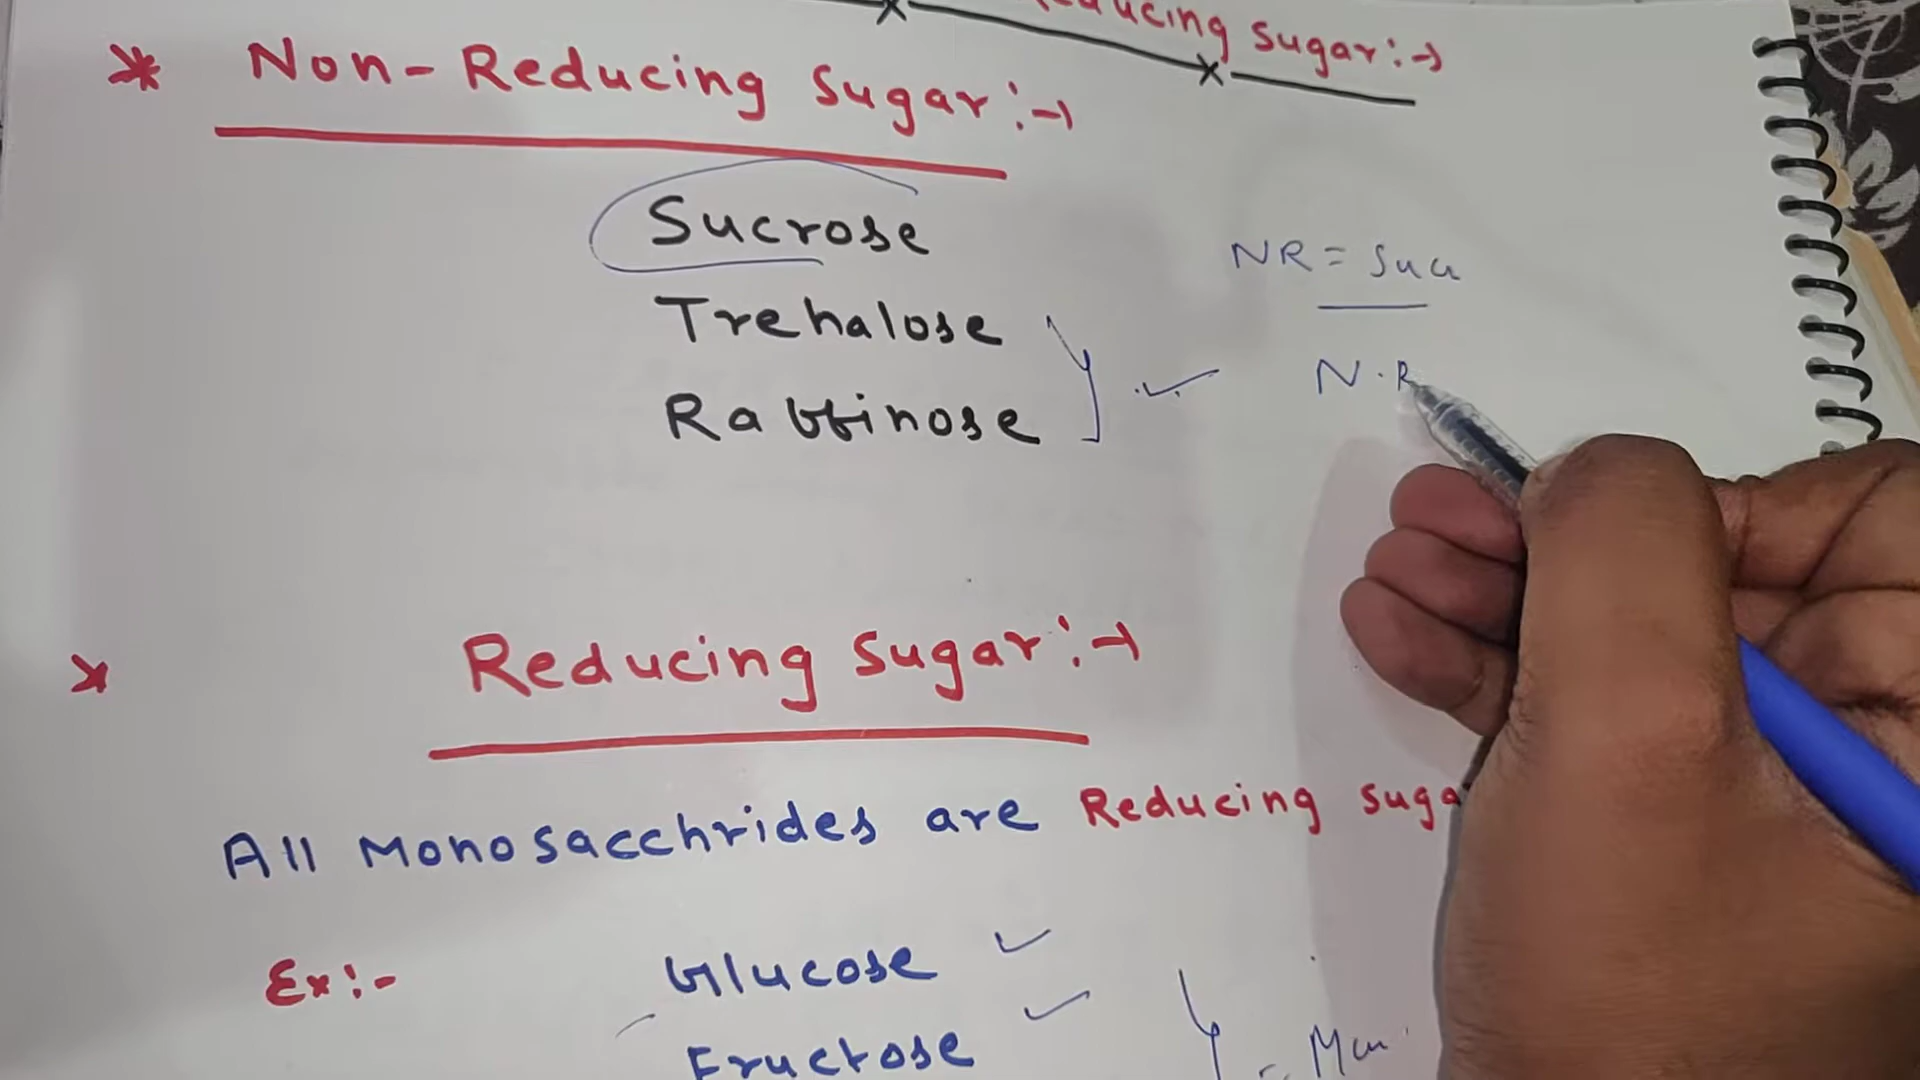 Reducing Sugar:→
* Non-Reducing Sugar:→
Sucrose
NR = Suc
Trehalose
N.R
Raffinose
* Reducing Sugar:→
All Monosacchrides are Reducing suga
Ex:-
Glucose
Fructose